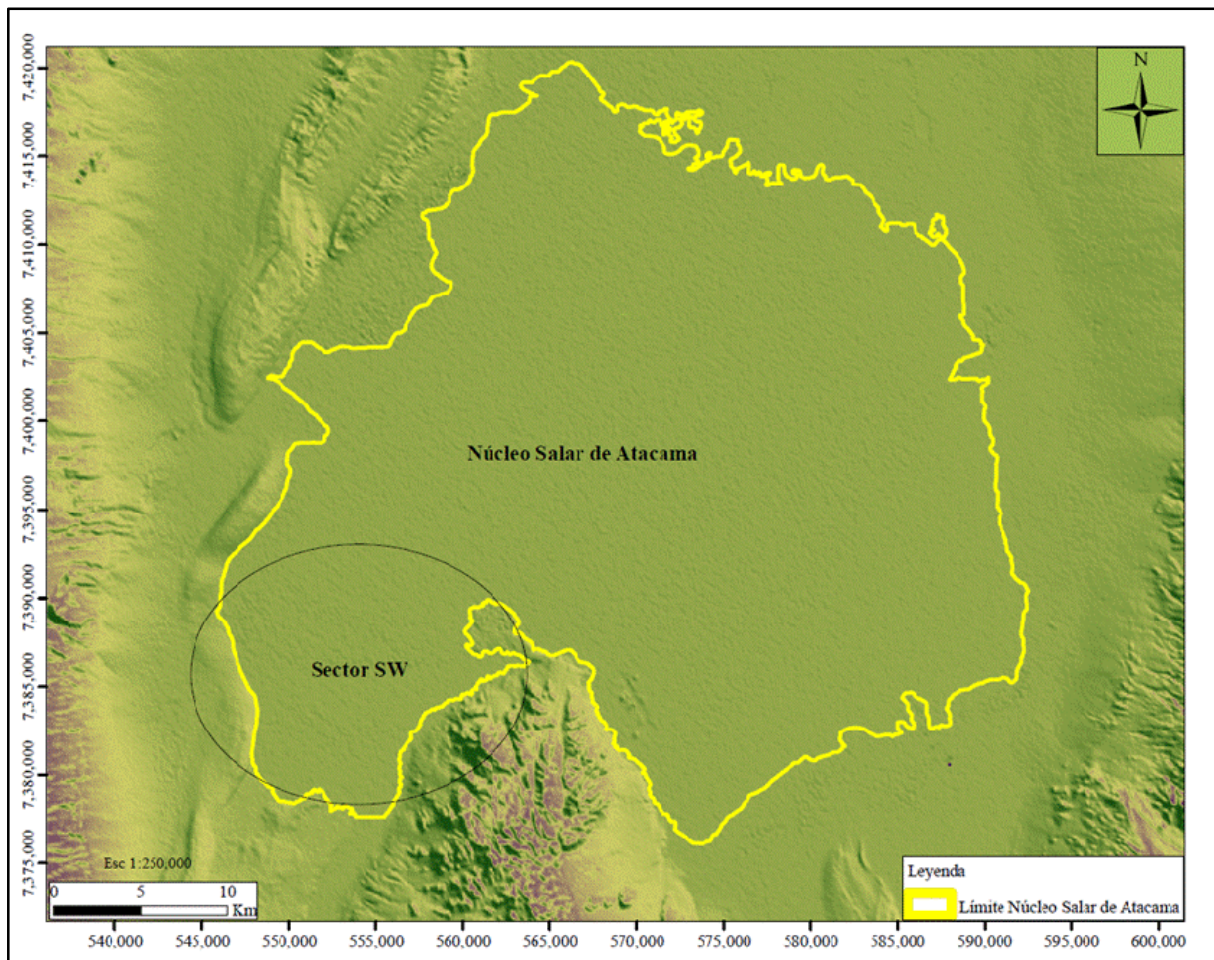 N
7,420,000
7,415,000
7,410,000
7,405,000
7,400,000
7,395,000
7,390,000
7,385,000
7,380,000
7,375,000
Núcleo Salar de Atacama
Sector SW
Esc 1:250,000
0 5 10
Km
Leyenda
Límite Núcleo Salar de Atacama
540,000 545,000 550,000 555,000 560,000 565,000 570,000 575,000 580,000 585,000 590,000 595,000 600,000